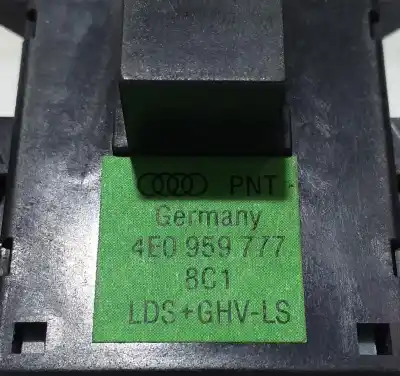 PNT
Germany
4E0 959 777
8C1
LDS+GHV-LS